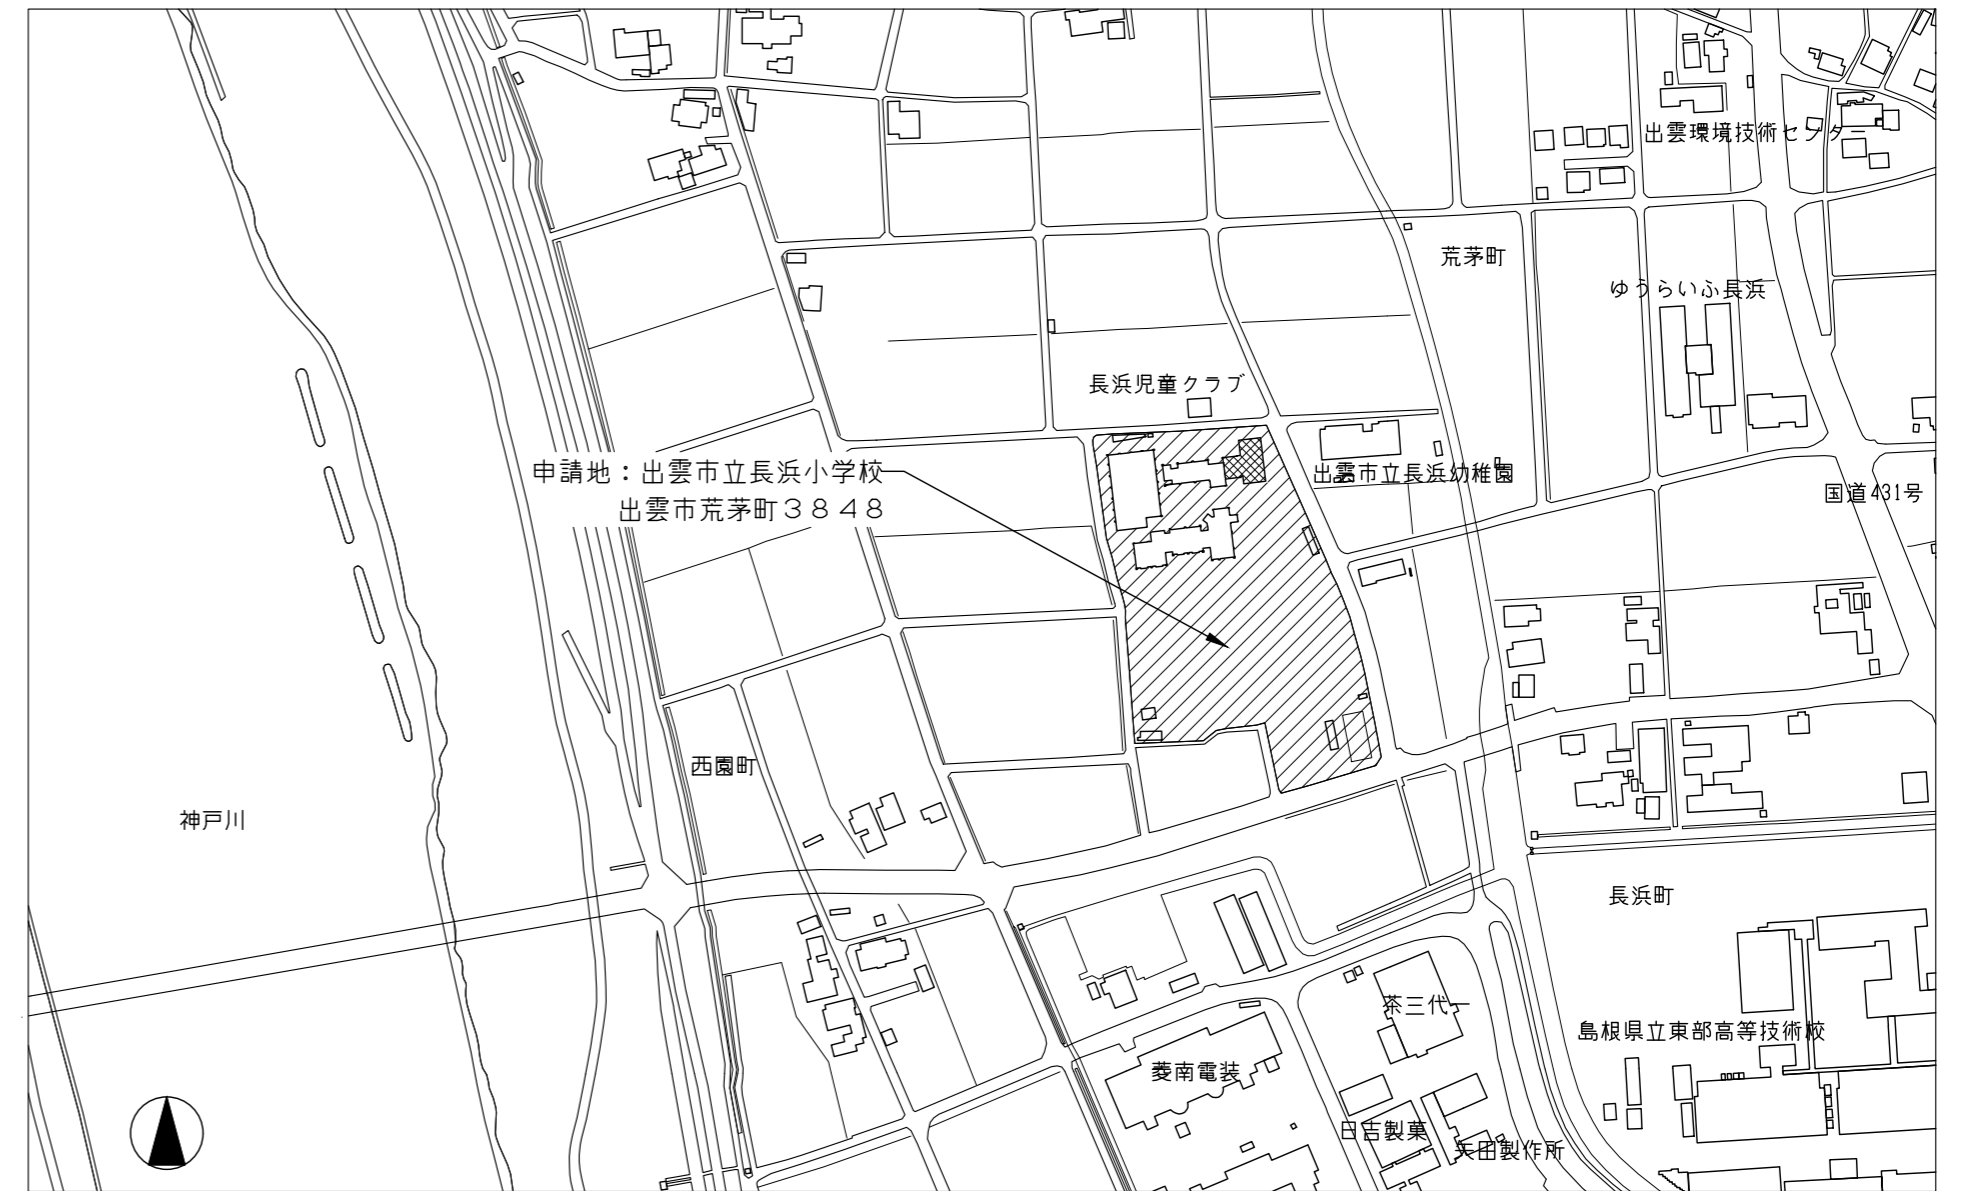 出雲環境技術センター
荒茅町
ゆうらいふ長浜
長浜児童クラブ
申請地：出雲市立長浜小学校
出雲市荒茅町３８４８
出雲市立長浜幼稚園
国道431号
西園町
神戸川
長浜町
茶三代一
島根県立東部高等技術校
菱南電装
日吉製菓
矢田製作所